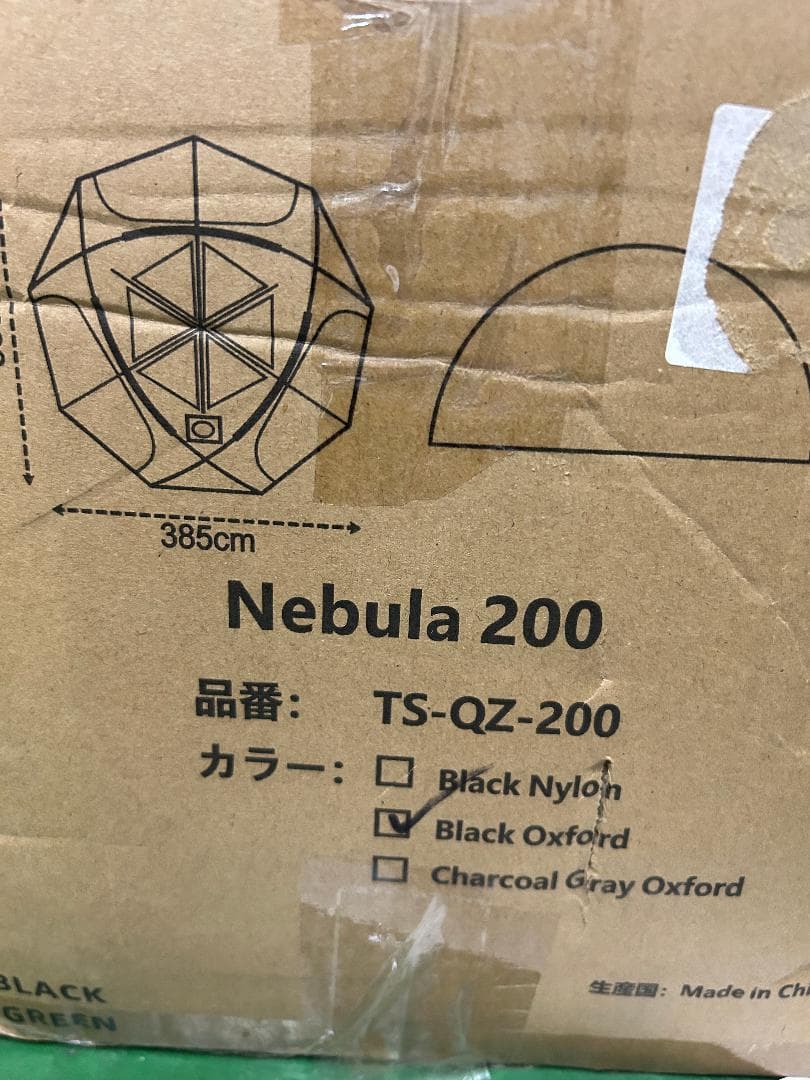 385cm
Nebula 200
品番: TS-QZ-200
カラー: Black Nylon
Black Oxford
Charcoal Gray Oxford
BLACK
GREEN
生産国: Made in